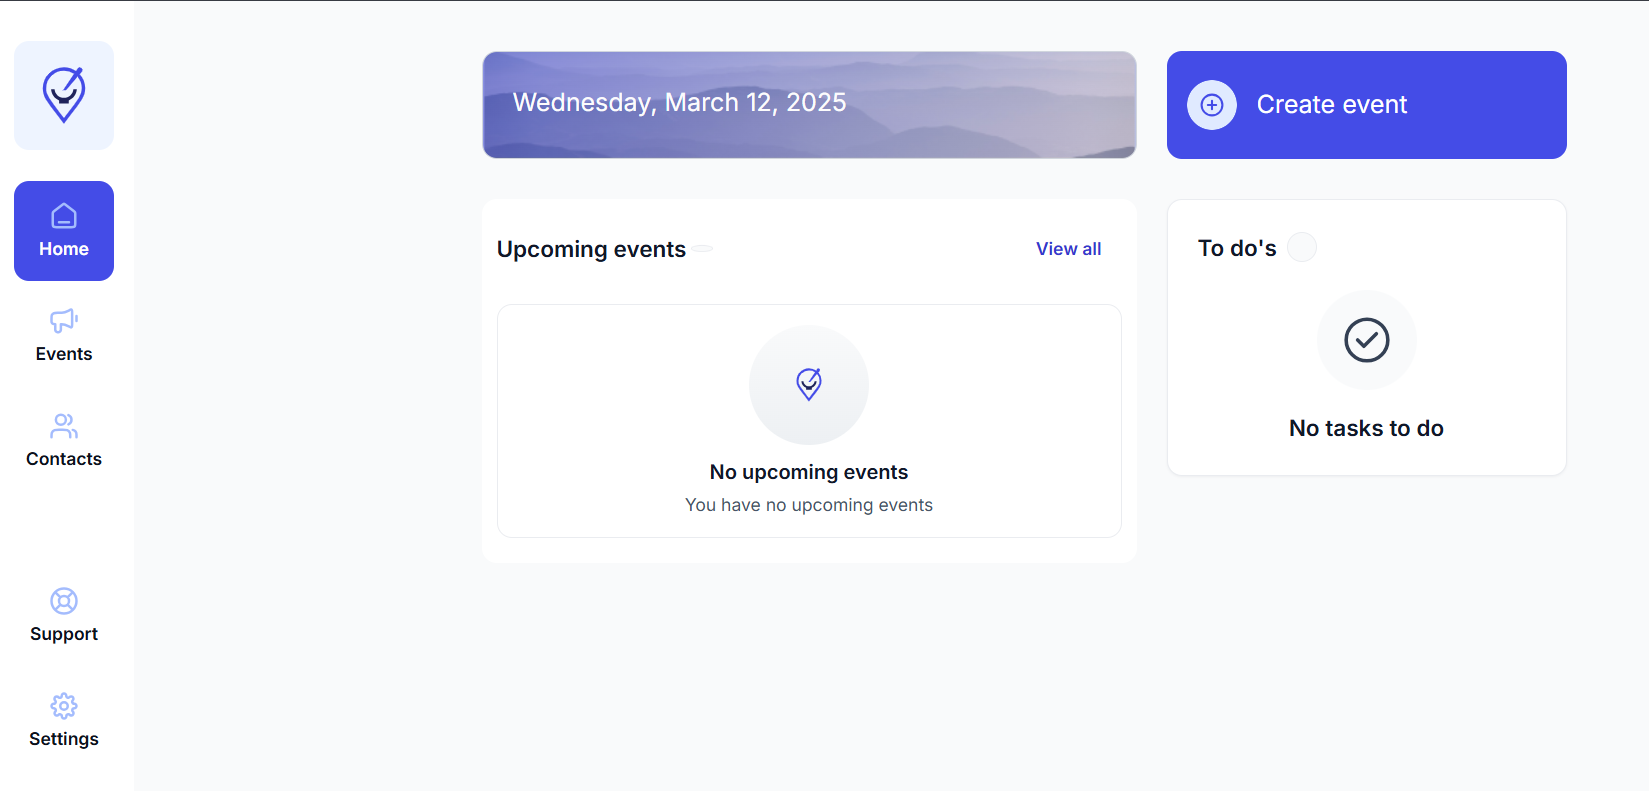 Home
Events
Contacts
Support
Settings
Wednesday, March 12, 2025
Create event
Upcoming events
View all
No upcoming events
You have no upcoming events
To do's
No tasks to do